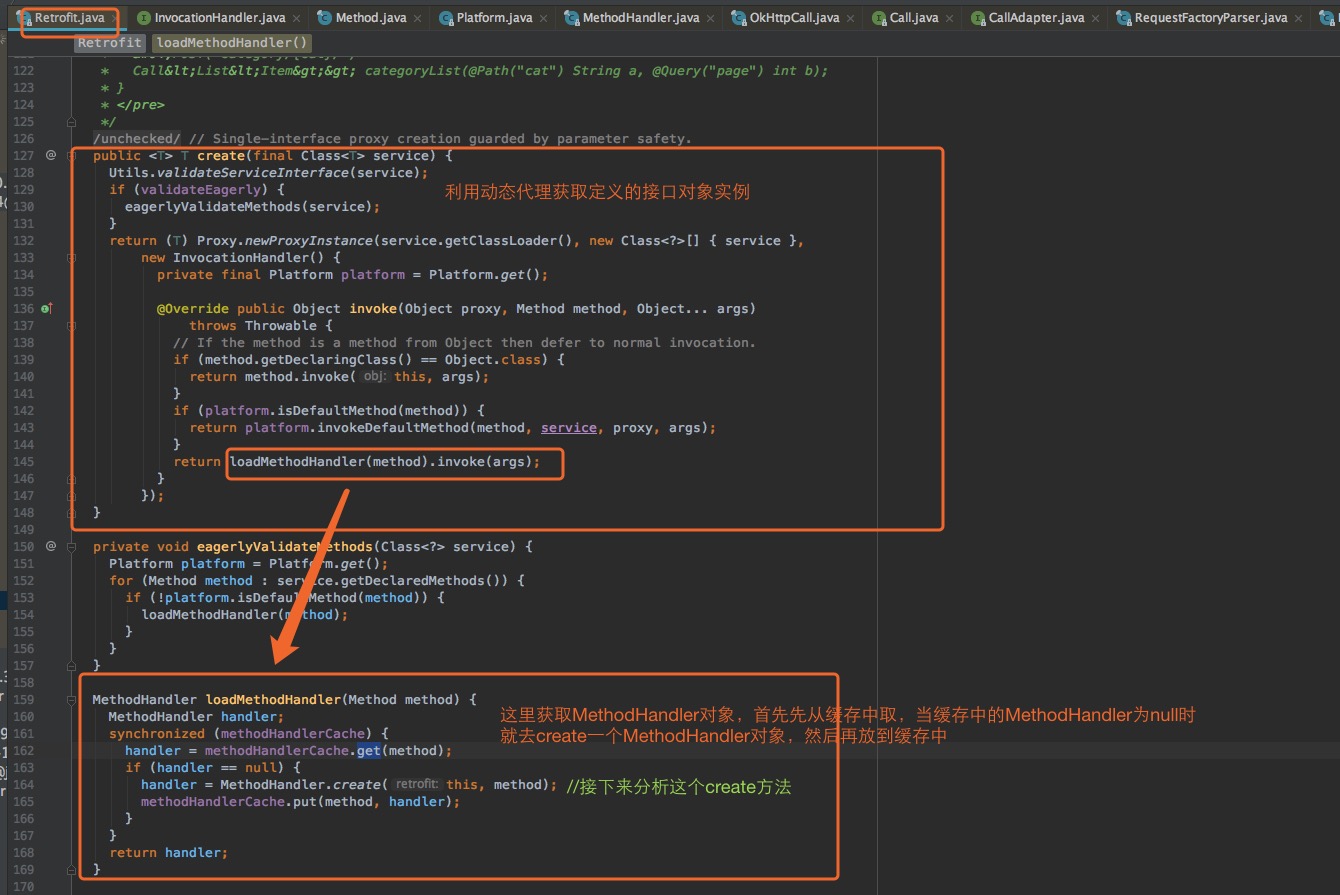 Retrofit.java InvocationHandler.java Method.java Platform.java MethodHandler.java OkHttpCall.java Call.java CallAdapter.java RequestFactoryParser.java
Retrofit loadMethodHandler()
122 * Call&lt;List&lt;Item&gt;&gt; categoryList(@Path("cat") String a, @Query("page") int b);
123 * }
124 * </pre>
125 */
126 /unchecked/ // Single-interface proxy creation guarded by parameter safety.
127 @ public <T> T create(final Class<T> service) {
128 Utils.validateServiceInterface(service);
129 if (validateEagerly) { 利用动态代理获取定义的接口对象实例
130 eagerlyValidateMethods(service);
131 }
132 return (T) Proxy.newProxyInstance(service.getClassLoader(), new Class<?>[] { service },
133 new InvocationHandler() {
134 private final Platform platform = Platform.get();
135
136 @Override public Object invoke(Object proxy, Method method, Object... args)
137 throws Throwable {
138 // If the method is a method from Object then defer to normal invocation.
139 if (method.getDeclaringClass() == Object.class) {
140 return method.invoke( obj: this, args);
141 }
142 if (platform.isDefaultMethod(method)) {
143 return platform.invokeDefaultMethod(method, service, proxy, args);
144 }
145 return loadMethodHandler(method).invoke(args);
146 }
147 });
148 }
149
150 @ private void eagerlyValidateMethods(Class<?> service) {
151 Platform platform = Platform.get();
152 for (Method method : service.getDeclaredMethods()) {
153 if (!platform.isDefaultMethod(method)) {
154 loadMethodHandler(method);
155 }
156 }
157 }
158
159 MethodHandler loadMethodHandler(Method method) {
160 MethodHandler handler; 这里获取MethodHandler对象，首先先从缓存中取，当缓存中的MethodHandler为null时
161 synchronized (methodHandlerCache) { 就去create一个MethodHandler对象，然后再放到缓存中
162 handler = methodHandlerCache.get(method);
163 if (handler == null) {
164 handler = MethodHandler.create( retrofit: this, method); //接下来分析这个create方法
165 methodHandlerCache.put(method, handler);
166 }
167 }
168 return handler;
169 }
170